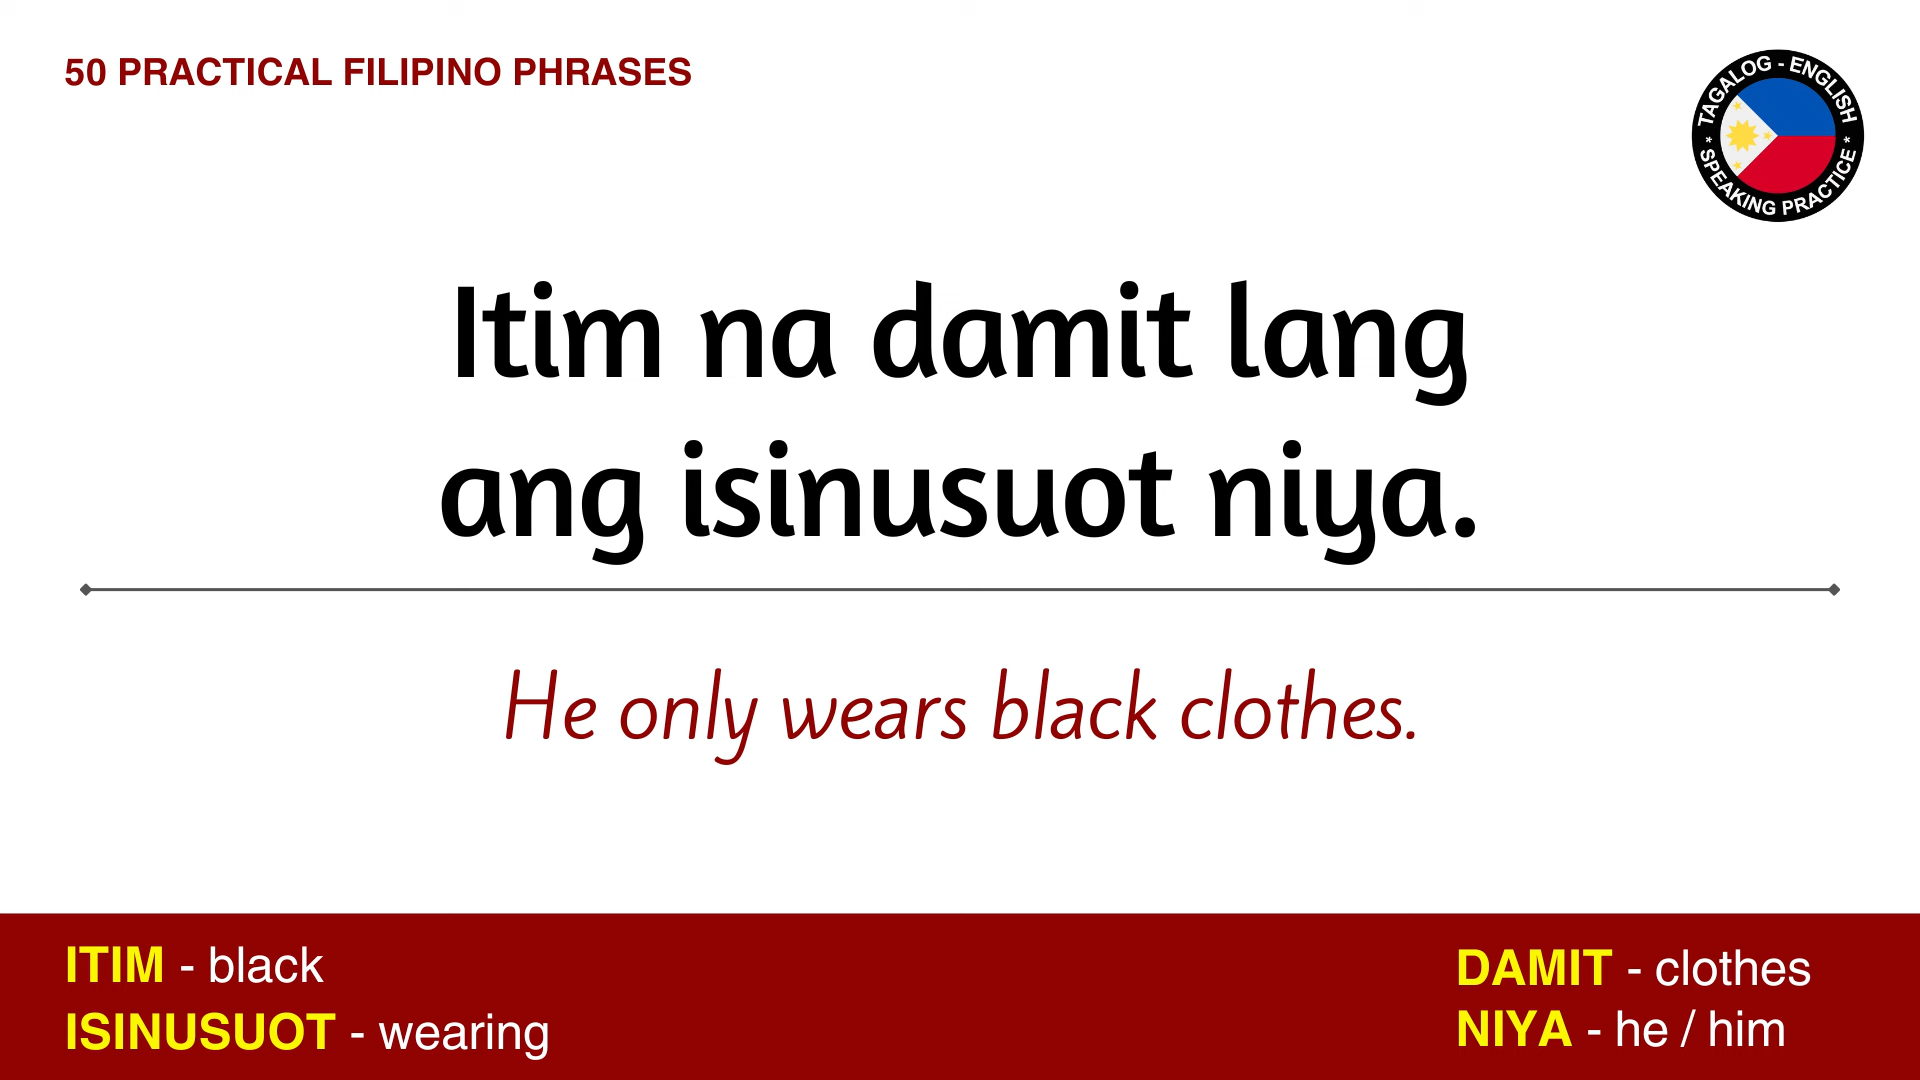 50 PRACTICAL FILIPINO PHRASES
TAGALOG - ENGLISH
* SPEAKING PRACTICE *
Itim na damit lang
ang isinusuot niya.
He only wears black clothes.
ITIM - black
ISINUSUOT - wearing
DAMIT - clothes
NIYA - he / him